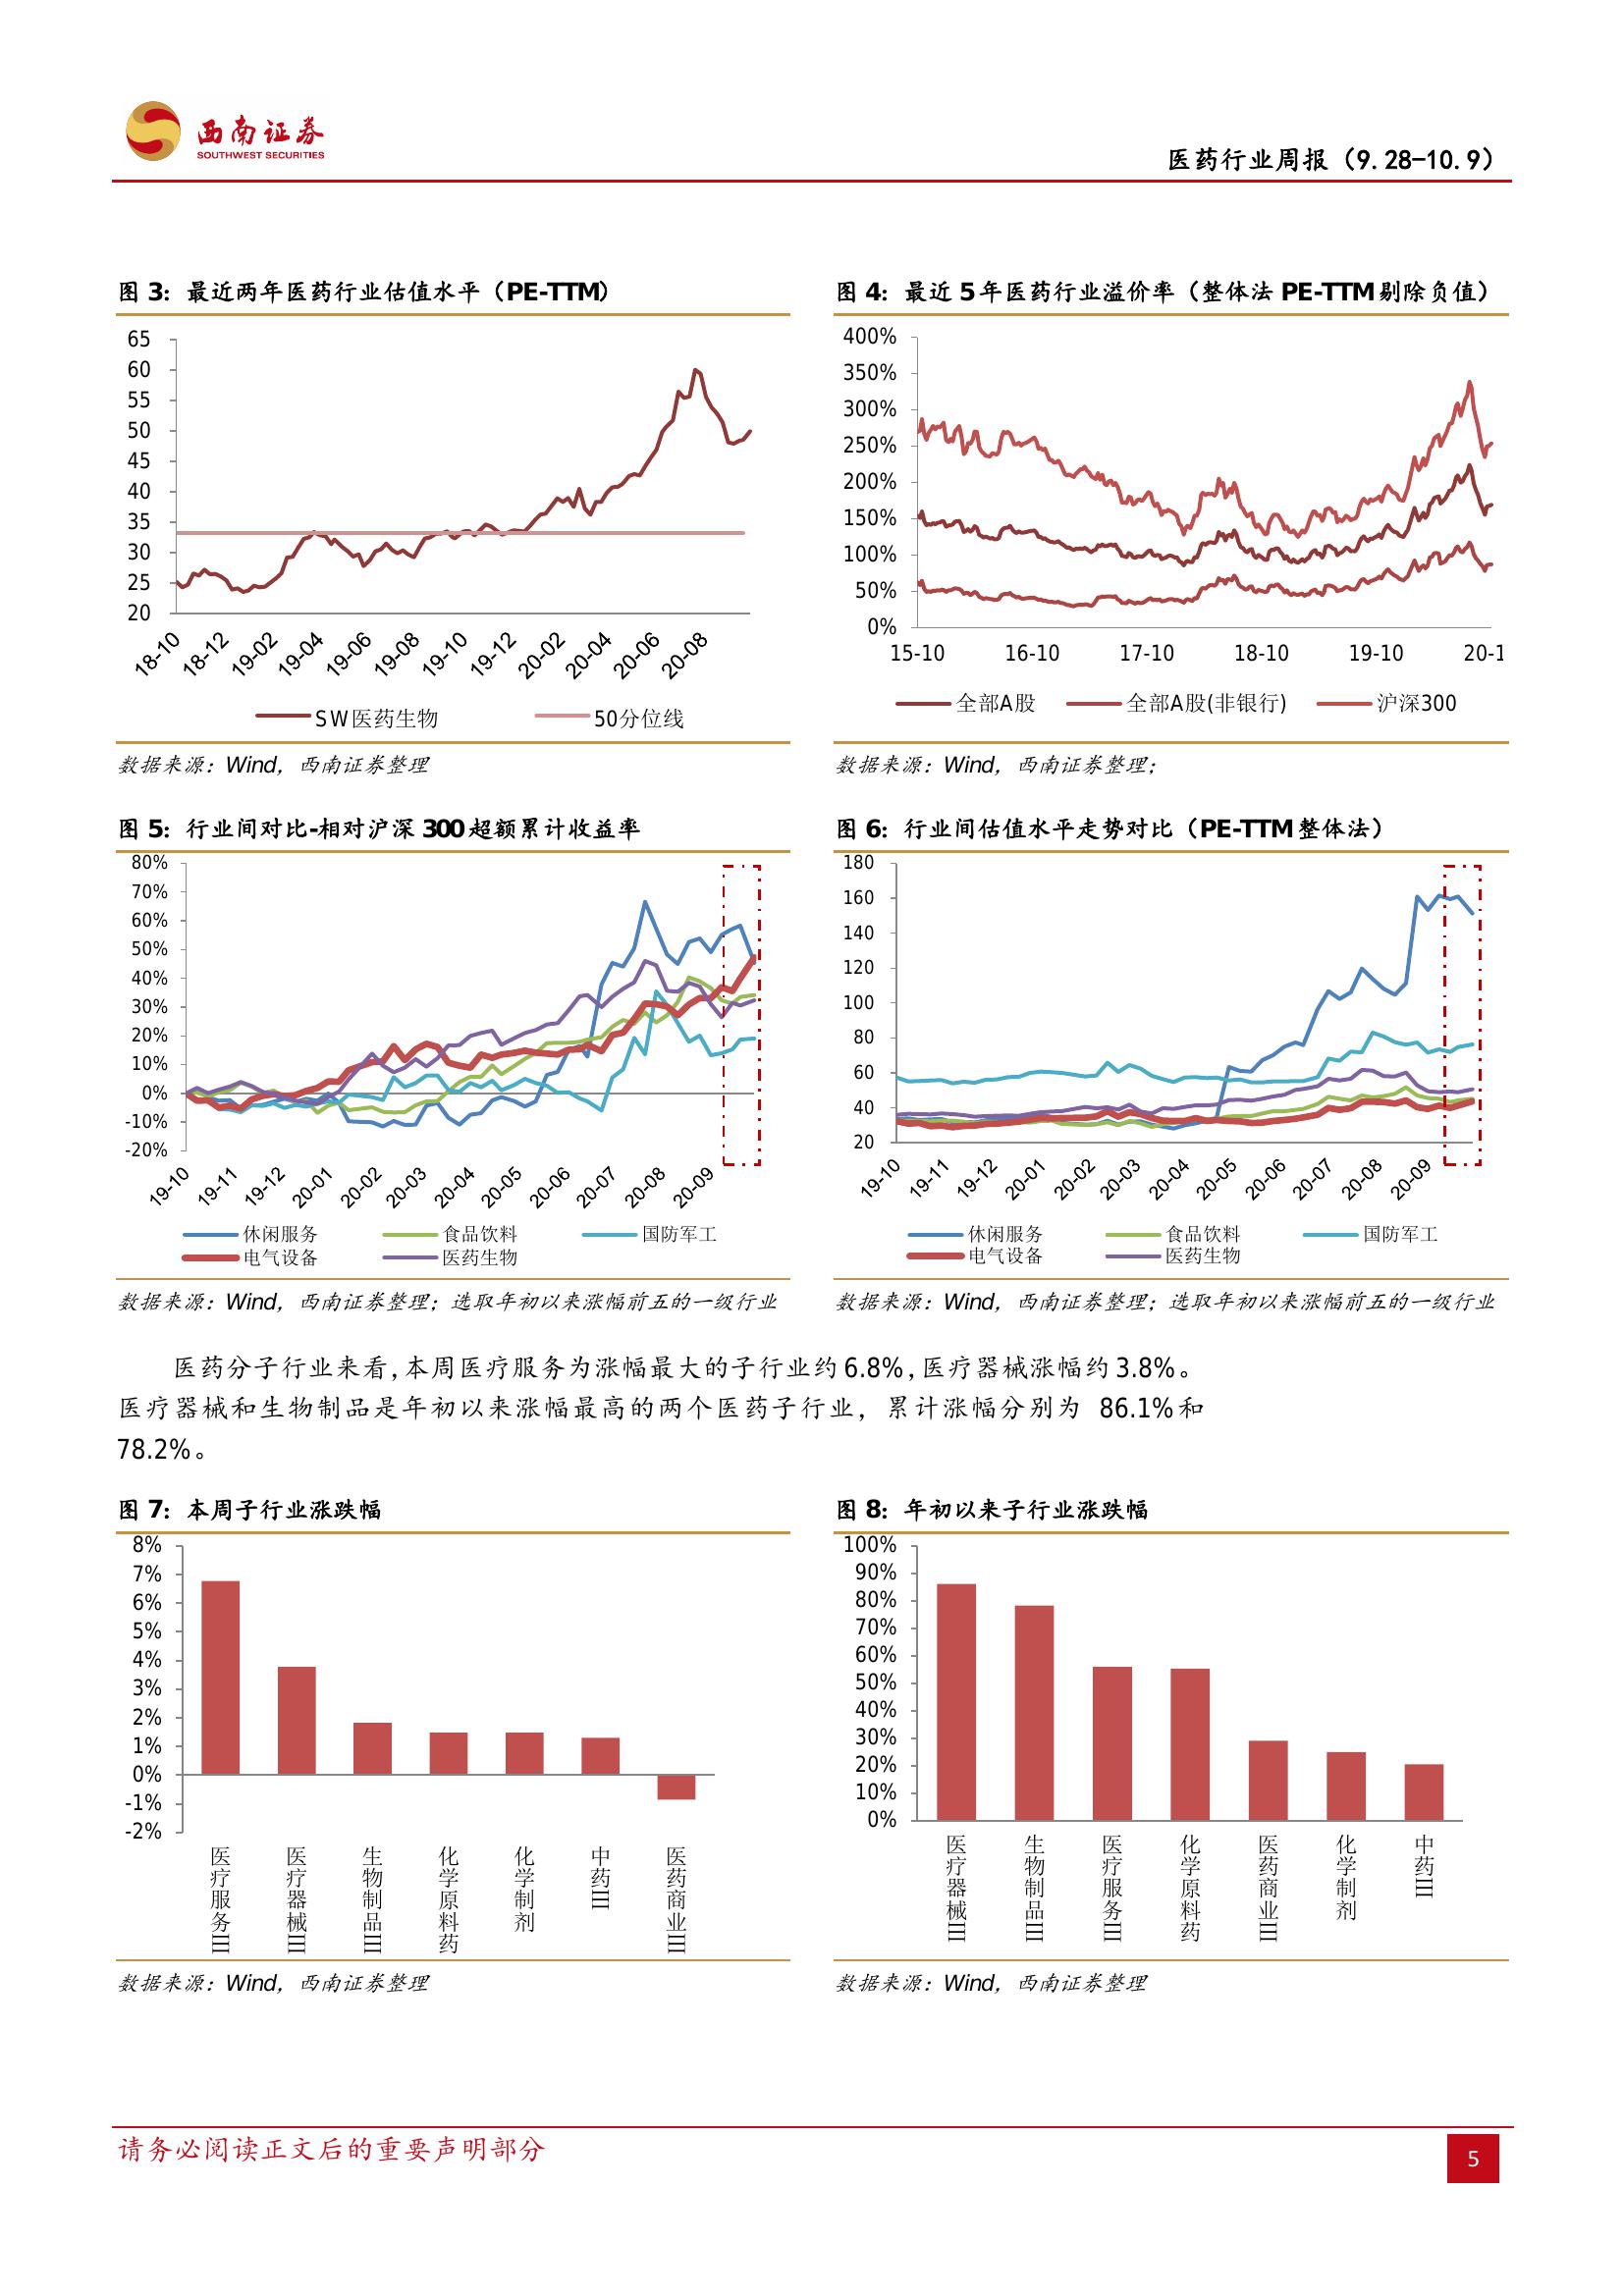 西南证券
SOUTHWEST SECURITIES
医药行业周报（9.28-10.9）
图 3：最近两年医药行业估值水平（PE-TTM）
65
60
55
50
45
40
35
30
25
20
18-10 18-12 19-02 19-04 19-06 19-08 19-10 19-12 20-02 20-04 20-06 20-08
SW医药生物 50分位线
数据来源：Wind，西南证券整理
图 4：最近 5 年医药行业溢价率（整体法 PE-TTM 剔除负值）
400%
350%
300%
250%
200%
150%
100%
50%
0%
15-10 16-10 17-10 18-10 19-10 20-1
全部A股 全部A股(非银行) 沪深300
数据来源：Wind，西南证券整理；
图 5：行业间对比-相对沪深 300 超额累计收益率
80%
70%
60%
50%
40%
30%
20%
10%
0%
-10%
-20%
19-10 19-11 19-12 20-01 20-02 20-03 20-04 20-05 20-06 20-07 20-08 20-09
休闲服务 食品饮料 国防军工
电气设备 医药生物
数据来源：Wind，西南证券整理；选取年初以来涨幅前五的一级行业
图 6：行业间估值水平走势对比（PE-TTM 整体法）
180
160
140
120
100
80
60
40
20
19-10 19-11 19-12 20-01 20-02 20-03 20-04 20-05 20-06 20-07 20-08 20-09
休闲服务 食品饮料 国防军工
电气设备 医药生物
数据来源：Wind，西南证券整理；选取年初以来涨幅前五的一级行业
医药分子行业来看，本周医疗服务为涨幅最大的子行业约 6.8%，医疗器械涨幅约 3.8%。
医疗器械和生物制品是年初以来涨幅最高的两个医药子行业，累计涨幅分别为 86.1%和
78.2%。
图 7：本周子行业涨跌幅
8%
7%
6%
5%
4%
3%
2%
1%
0%
-1%
-2%
医疗服务Ⅲ 医疗器械Ⅲ 生物制品Ⅲ 化学原料药 化学制剂 中药Ⅲ 医药商业Ⅲ
数据来源：Wind，西南证券整理
图 8：年初以来子行业涨跌幅
100%
90%
80%
70%
60%
50%
40%
30%
20%
10%
0%
医疗器械Ⅲ 生物制品Ⅲ 医疗服务Ⅲ 化学原料药 医药商业Ⅲ 化学制剂 中药Ⅲ
数据来源：Wind，西南证券整理
请务必阅读正文后的重要声明部分
5